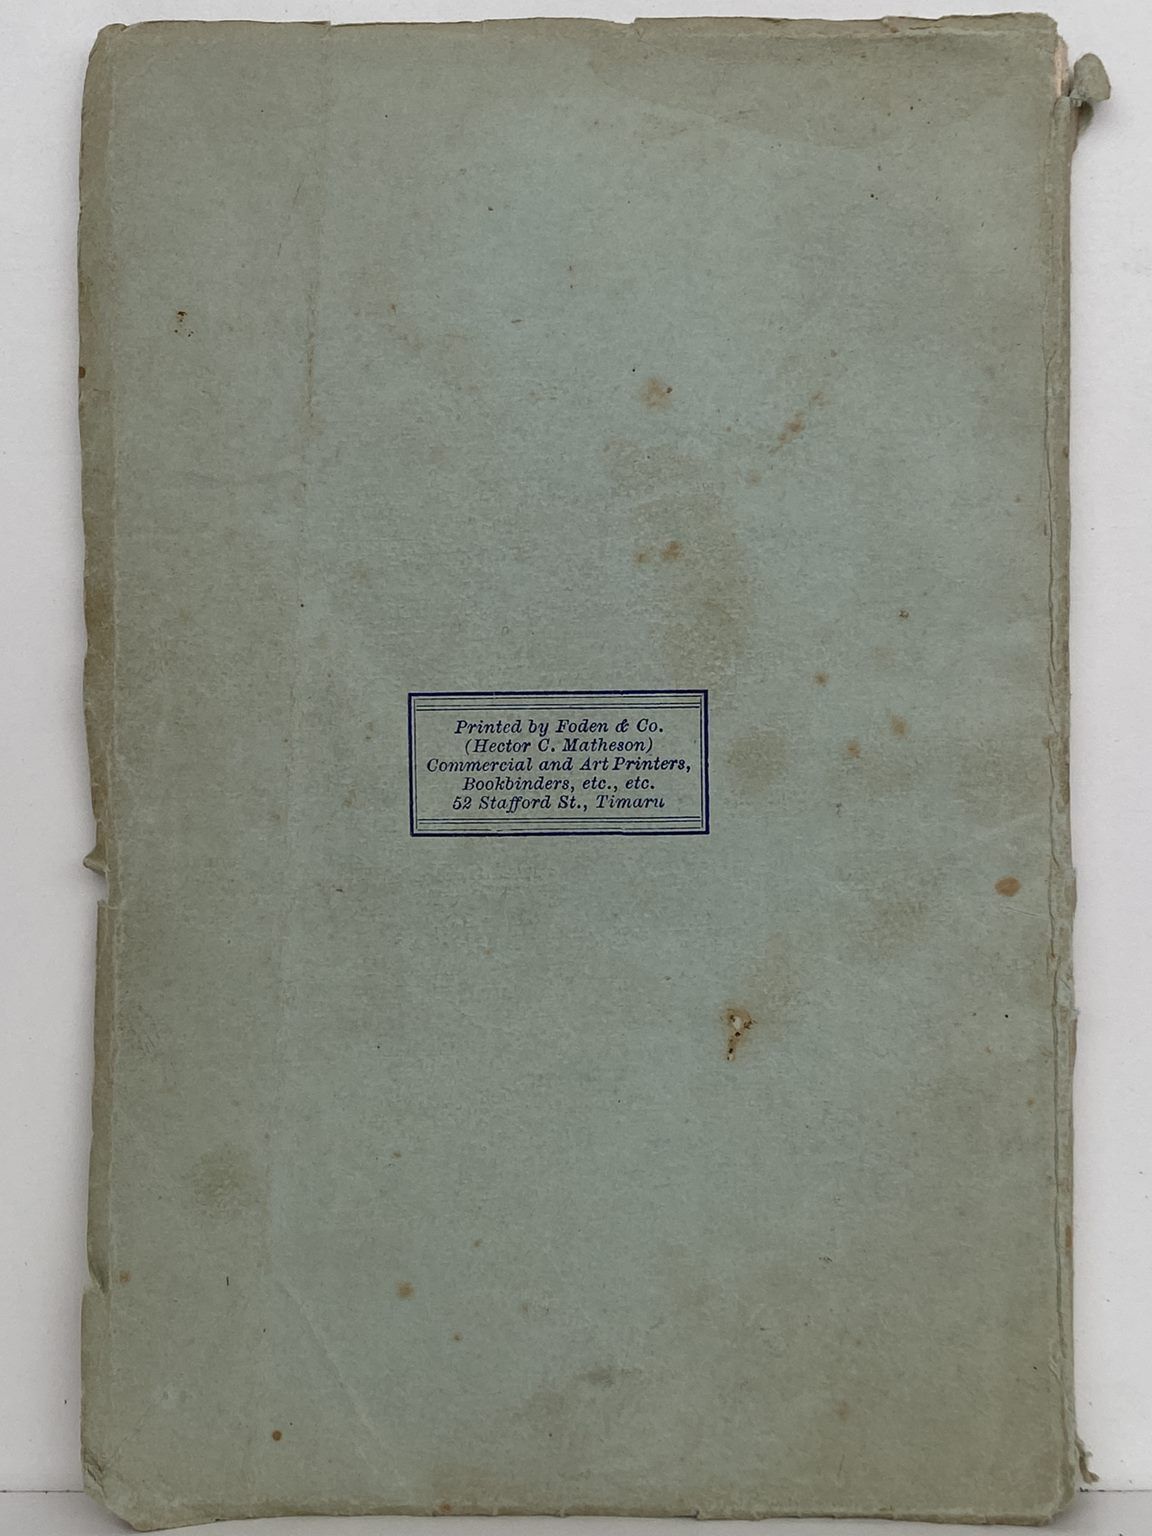 Printed by Foden & Co.
(Hector C. Matheson)
Commercial and Art Printers,
Bookbinders, etc., etc.
52 Stafford St., Timaru